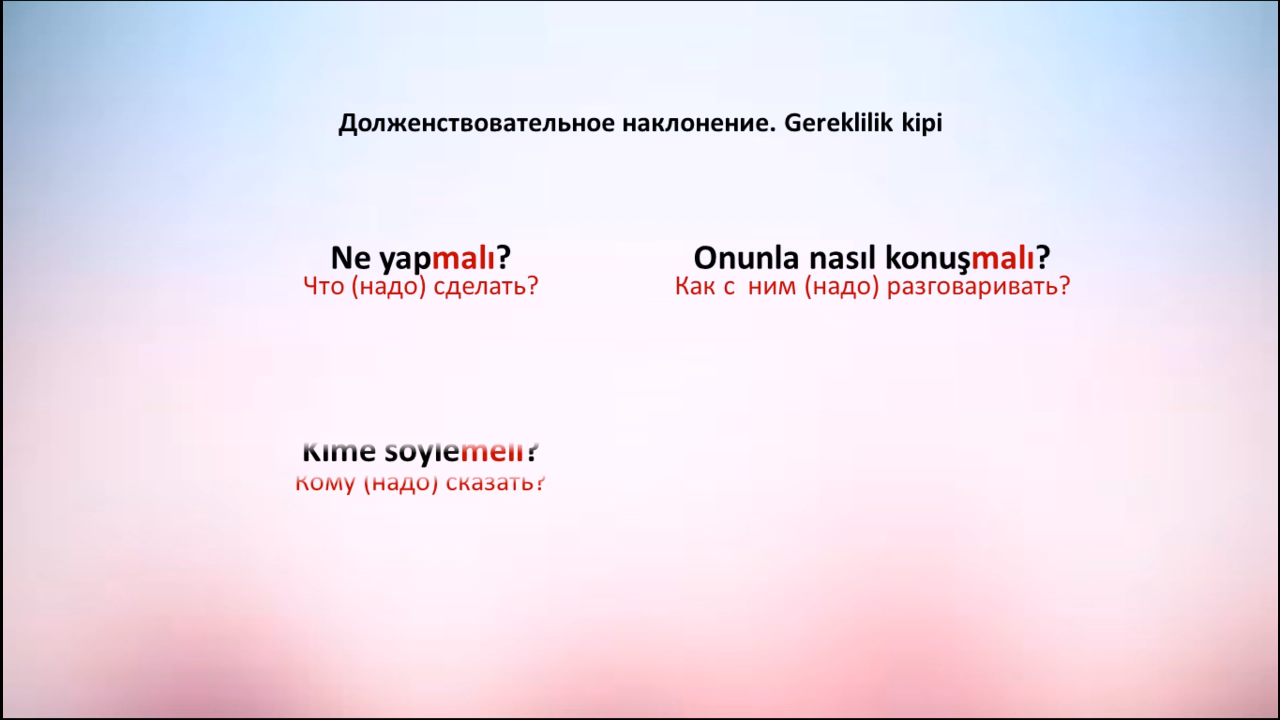 Долженствовательное наклонение. Gereklilik kipi
Ne yapmalı?
Что (надо) сделать?
Onunla nasıl konuşmalı?
Как с ним (надо) разговаривать?
Kime söylemeli?
Кому (надо) сказать?